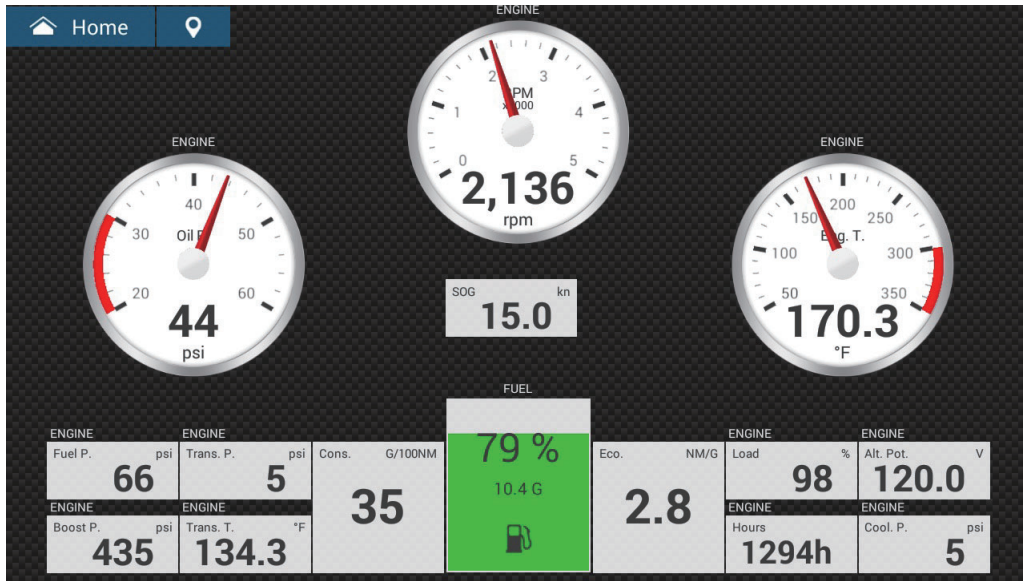 Home
ENGINE
0
1
2
3
4
5
RPM
x1000
2,136
rpm
ENGINE
20
30
40
50
60
44
psi
ENGINE
50
100
150
200
250
300
350
Eng. T.
170.3
°F
SOG kn
15.0
FUEL
79 %
10.4 G
ENGINE
Fuel P. psi
66
ENGINE
Trans. P. psi
5
Cons. G/100NM
35
Eco. NM/G
2.8
ENGINE
Load %
98
ENGINE
Alt. Pot. V
120.0
ENGINE
Boost P. psi
435
ENGINE
Trans. T. °F
134.3
ENGINE
Hours
1294h
ENGINE
Cool. P. psi
5